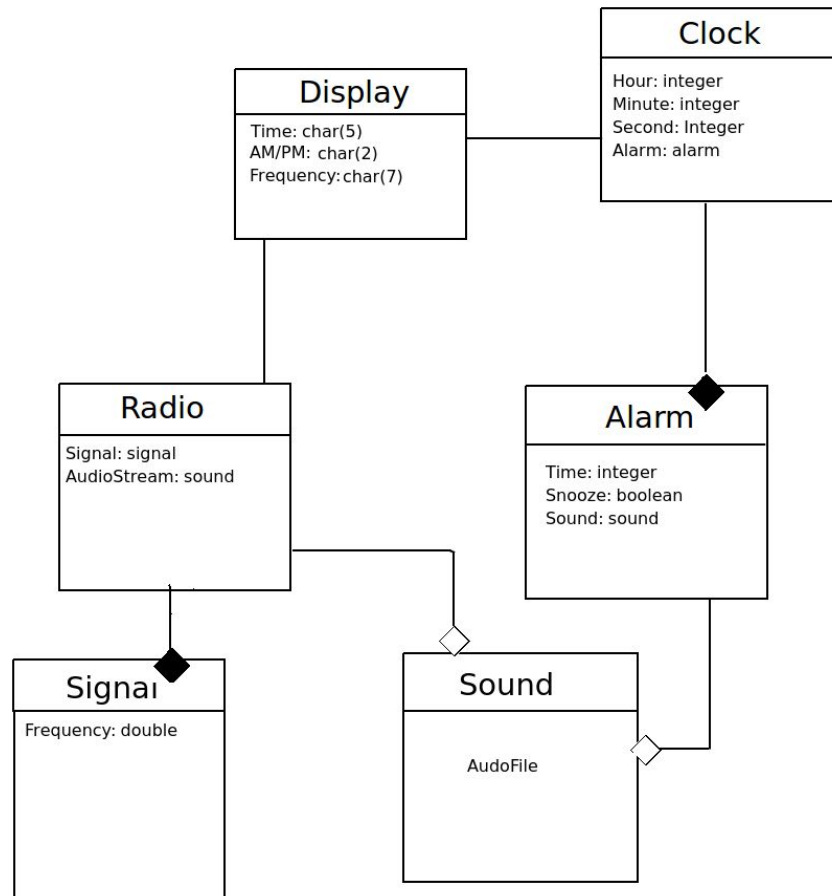 Clock
Hour: integer
Minute: integer
Second: Integer
Alarm: alarm
Display
Time: char(5)
AM/PM: char(2)
Frequency: char(7)
Radio
Signal: signal
AudioStream: sound
Alarm
Time: integer
Snooze: boolean
Sound: sound
Signal
Frequency: double
Sound
AudoFile